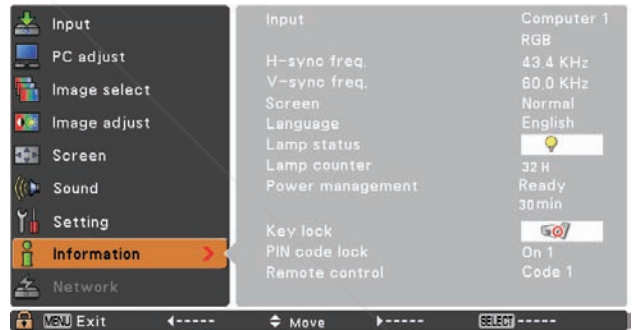 Input
PC adjust
Image select
Image adjust
Screen
Sound
Setting
Information
Network
Input Computer 1
RGB
H-sync freq. 43.4 KHz
V-sync freq. 60.0 KHz
Screen Normal
Language English
Lamp status
Lamp counter 32 H
Power management Ready
30 min
Key lock
PIN code lock On 1
Remote control Code 1
MENU Exit ◄----- Move ►----- SELECT -----